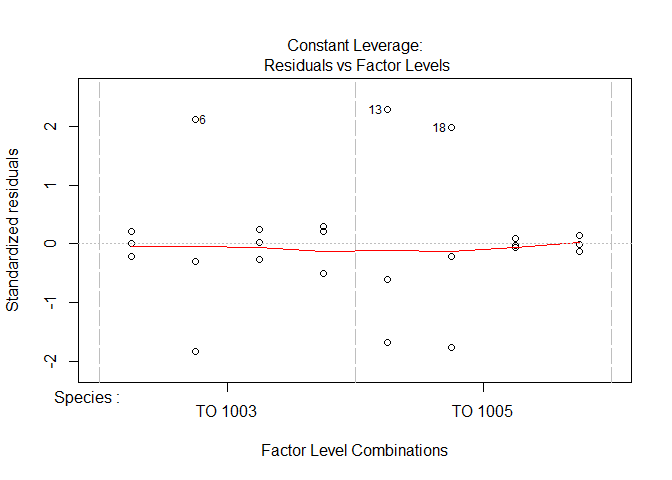 Constant Leverage:
Residuals vs Factor Levels
Standardized residuals
2
1
0
-1
-2
6
13
18
Species :
TO 1003
TO 1005
Factor Level Combinations